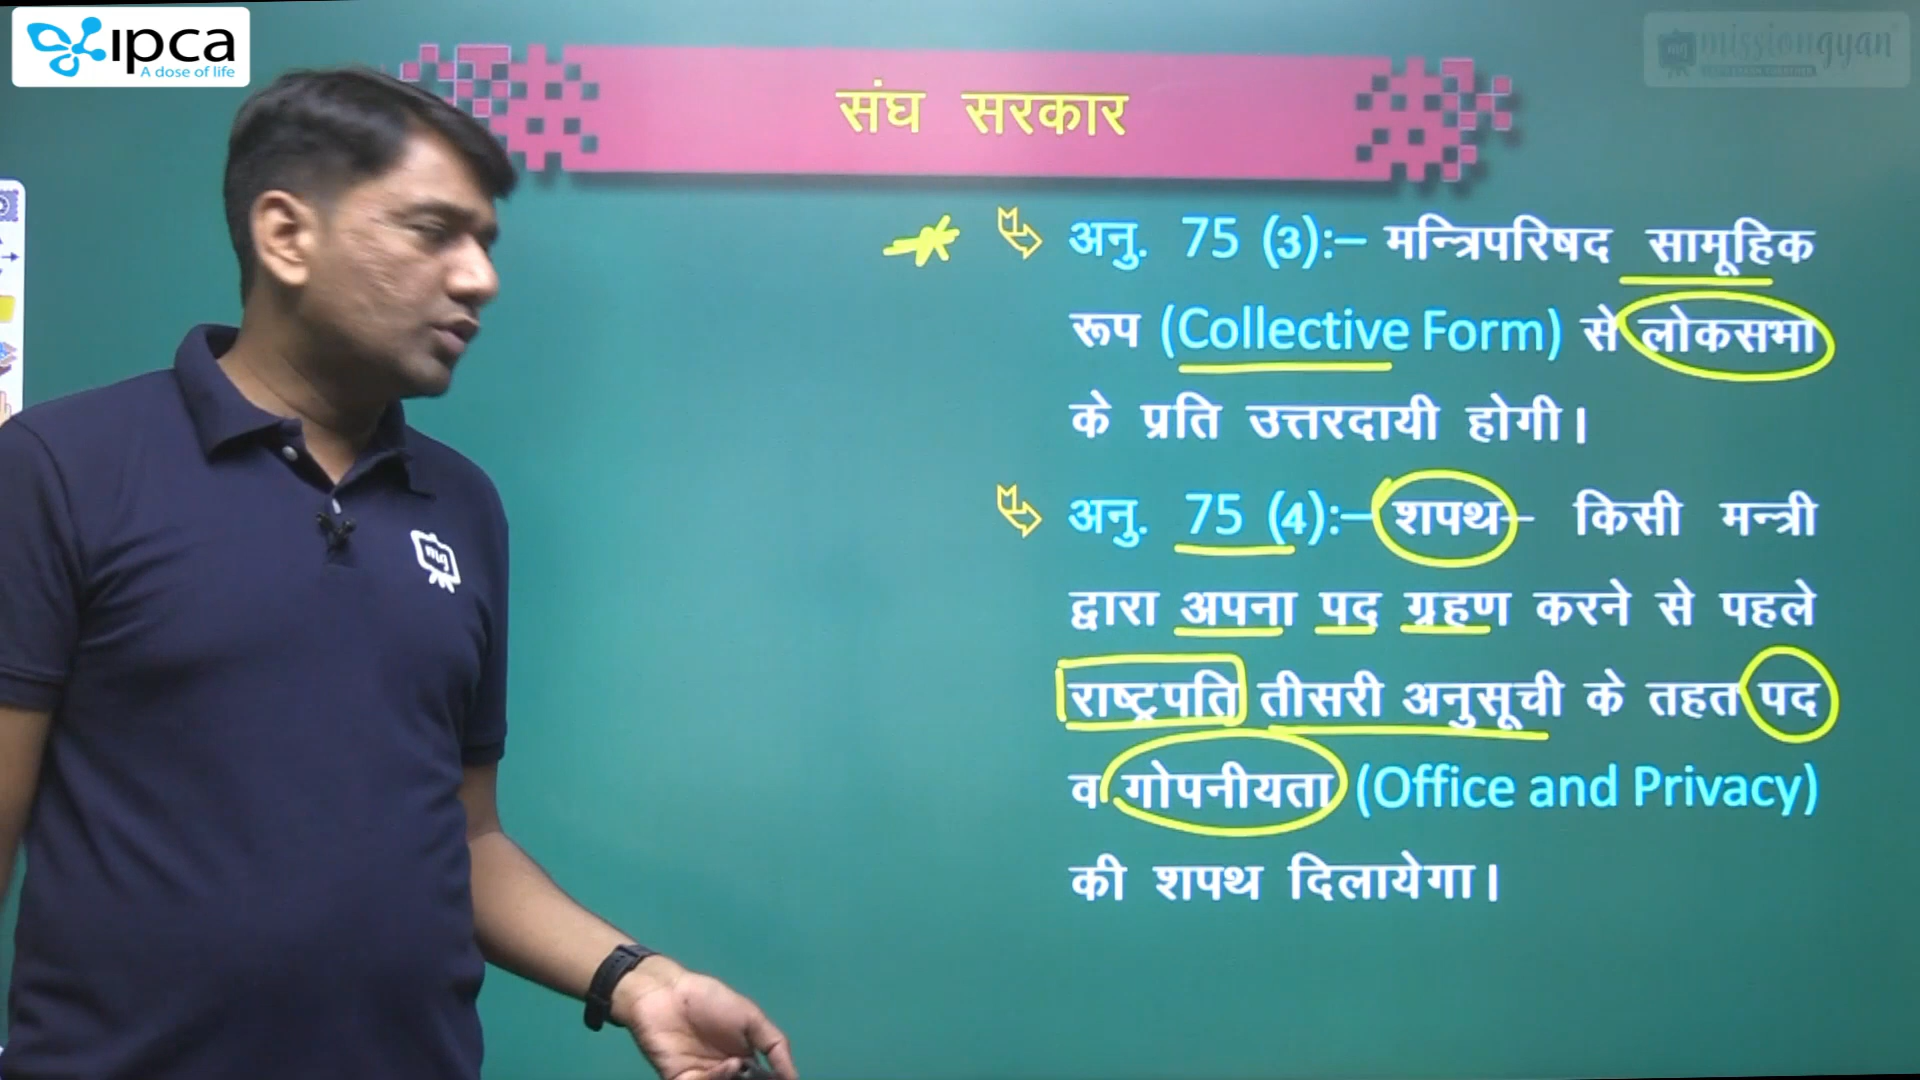 ipca
A dose of life
missiongyan
संघ सरकार
अनु. 75 (3):– मन्त्रिपरिषद सामूहिक
रूप (Collective Form) से लोकसभा
के प्रति उत्तरदायी होगी।
अनु. 75 (4):– शपथ – किसी मन्त्री
द्वारा अपना पद ग्रहण करने से पहले
राष्ट्रपति तीसरी अनुसूची के तहत पद
व गोपनीयता (Office and Privacy)
की शपथ दिलायेगा।
mg